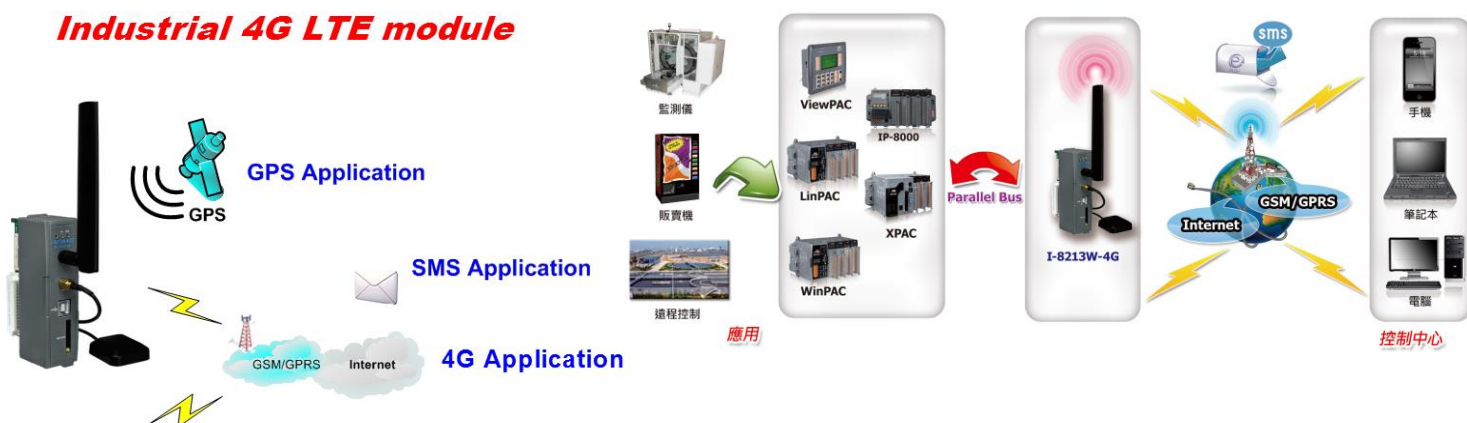 Industrial 4G LTE module
GPS
GPS Application
SMS Application
GSM/GPRS
Internet
4G Application
監測儀
販賣機
遠程控制
應用
ViewPAC
IP-8000
LinPAC
XPAC
WinPAC
Parallel Bus
I-8213W-4G
sms
GSM/GPRS
Internet
手機
筆記本
電腦
控制中心